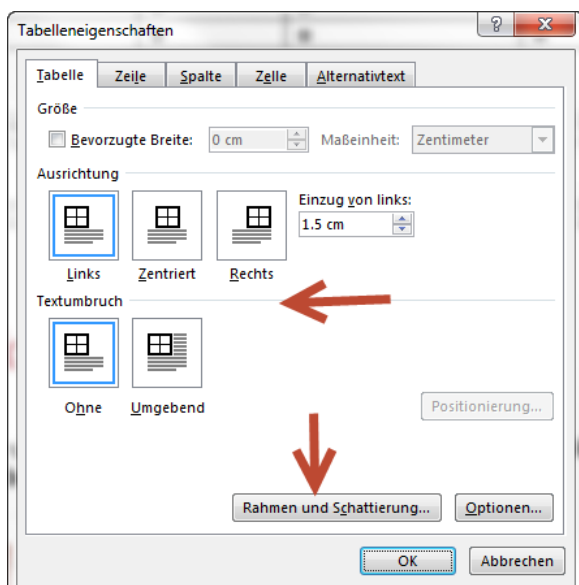 Tabelleneigenschaften
Tabelle Zeile Spalte Zelle Alternativtext
Größe
Bevorzugte Breite: 0 cm Maßeinheit: Zentimeter
Ausrichtung
Einzug von links:
1.5 cm
Links Zentriert Rechts
Textumbruch
Ohne Umgebend
Positionierung...
Rahmen und Schattierung... Optionen...
OK Abbrechen